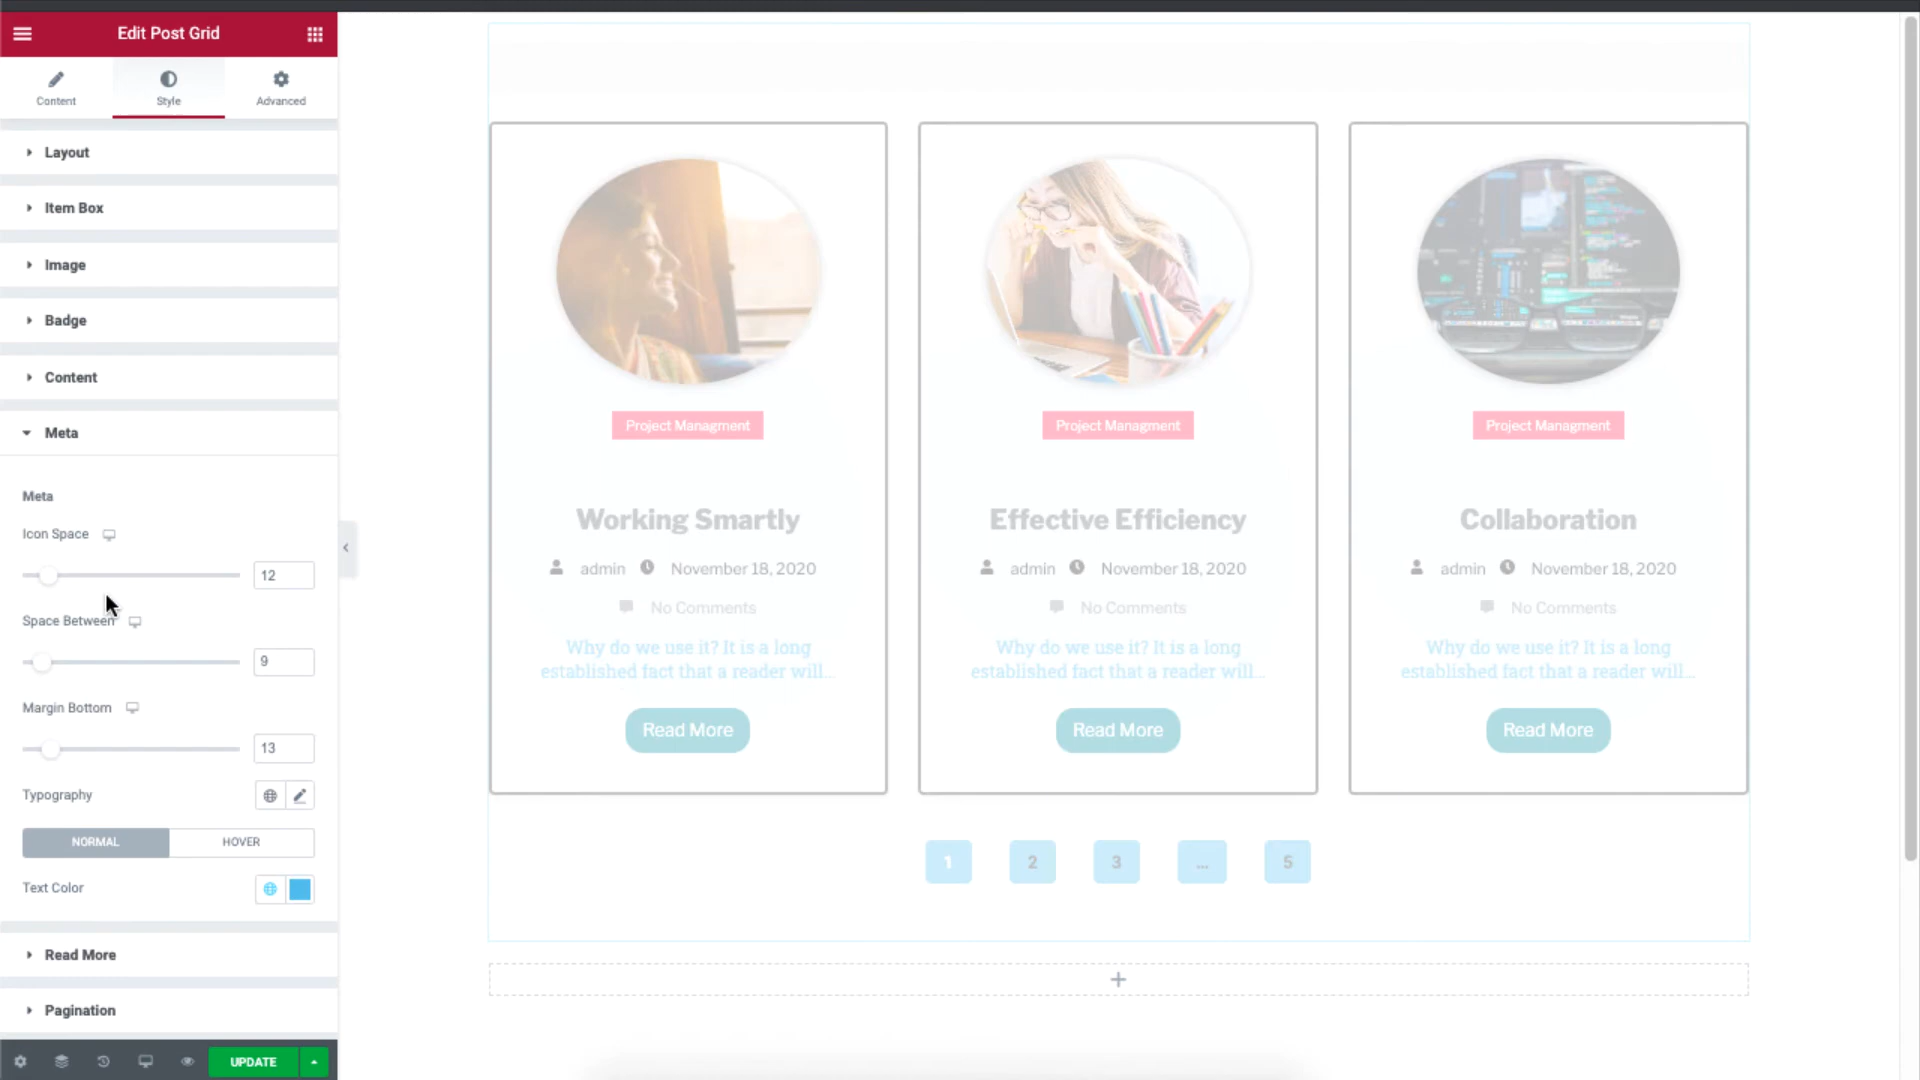 Edit Post Grid
Content
Style
Advanced
Layout
Item Box
Image
Badge
Content
Meta
Meta
Icon Space
12
Space Between
9
Margin Bottom
13
Typography
NORMAL
HOVER
Text Color
Read More
Pagination
UPDATE
Project Managment
Working Smartly
admin November 18, 2020
No Comments
Why do we use it? It is a long
established fact that a reader will...
Read More
Project Managment
Effective Efficiency
admin November 18, 2020
No Comments
Why do we use it? It is a long
established fact that a reader will...
Read More
Project Managment
Collaboration
admin November 18, 2020
No Comments
Why do we use it? It is a long
established fact that a reader will...
Read More
1 2 3 ... 5